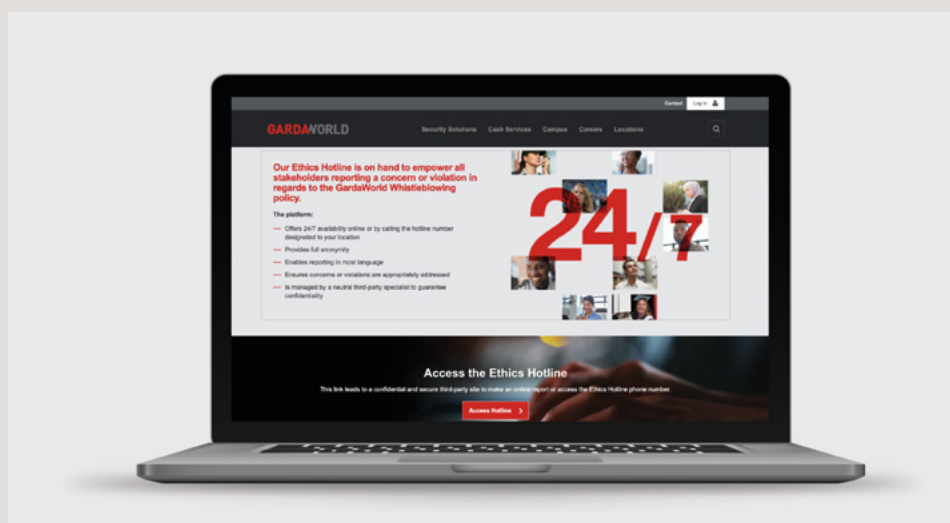 Contact Log in
GARDAWORLD
Security Solutions Cash Services Campus Careers Locations
Our Ethics Hotline is on hand to empower all
stakeholders reporting a concern or violation in
regards to the GardaWorld Whistleblowing
policy.
The platform:
— Offers 24/7 availability online or by calling the hotline number
designated to your location
— Provides full anonymity
— Enables reporting in most language
— Ensures concerns or violations are appropriately addressed
— Is managed by a neutral third-party specialist to guarantee
confidentiality
24/7
Access the Ethics Hotline
This link leads to a confidential and secure third-party site to make an online report or access the Ethics Hotline phone number
Access Hotline >